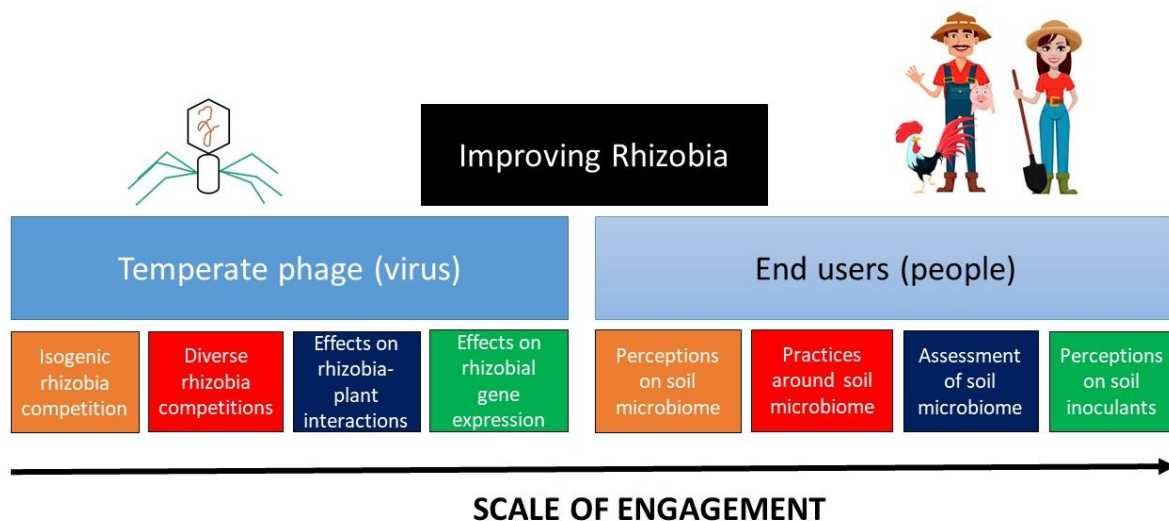 Improving Rhizobia
Temperate phage (virus)
End users (people)
Isogenic
rhizobia
competition
Diverse
rhizobia
competitions
Effects on
rhizobia-
plant
interactions
Effects on
rhizobial
gene
expression
Perceptions
on soil
microbiome
Practices
around soil
microbiome
Assessment
of soil
microbiome
Perceptions
on soil
inoculants
SCALE OF ENGAGEMENT